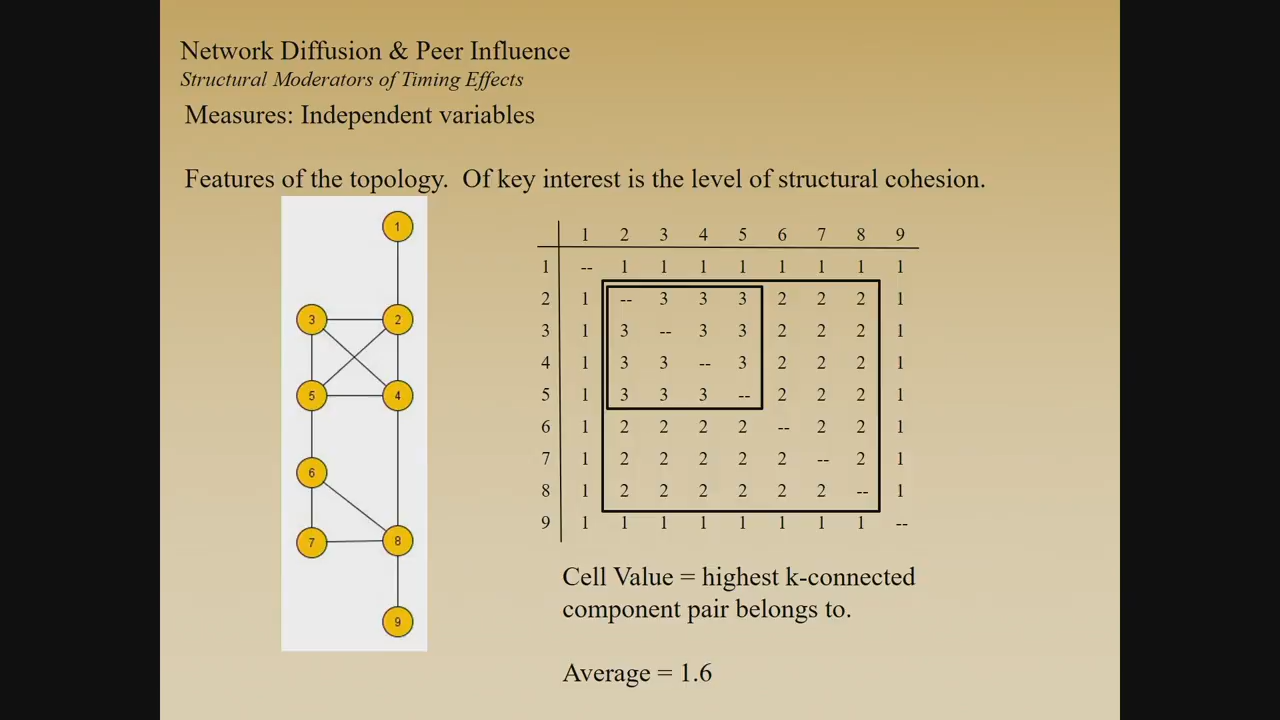 Network Diffusion & Peer Influence
Structural Moderators of Timing Effects
Measures: Independent variables
Features of the topology.  Of key interest is the level of structural cohesion.
1
3 2
5 4
6
7 8
9
1 2 3 4 5 6 7 8 9
1 -- 1 1 1 1 1 1 1 1
2 1 -- 3 3 3 2 2 2 1
3 1 3 -- 3 3 2 2 2 1
4 1 3 3 -- 3 2 2 2 1
5 1 3 3 3 -- 2 2 2 1
6 1 2 2 2 2 -- 2 2 1
7 1 2 2 2 2 2 -- 2 1
8 1 2 2 2 2 2 2 -- 1
9 1 1 1 1 1 1 1 1 --
Cell Value = highest k-connected
component pair belongs to.
Average = 1.6